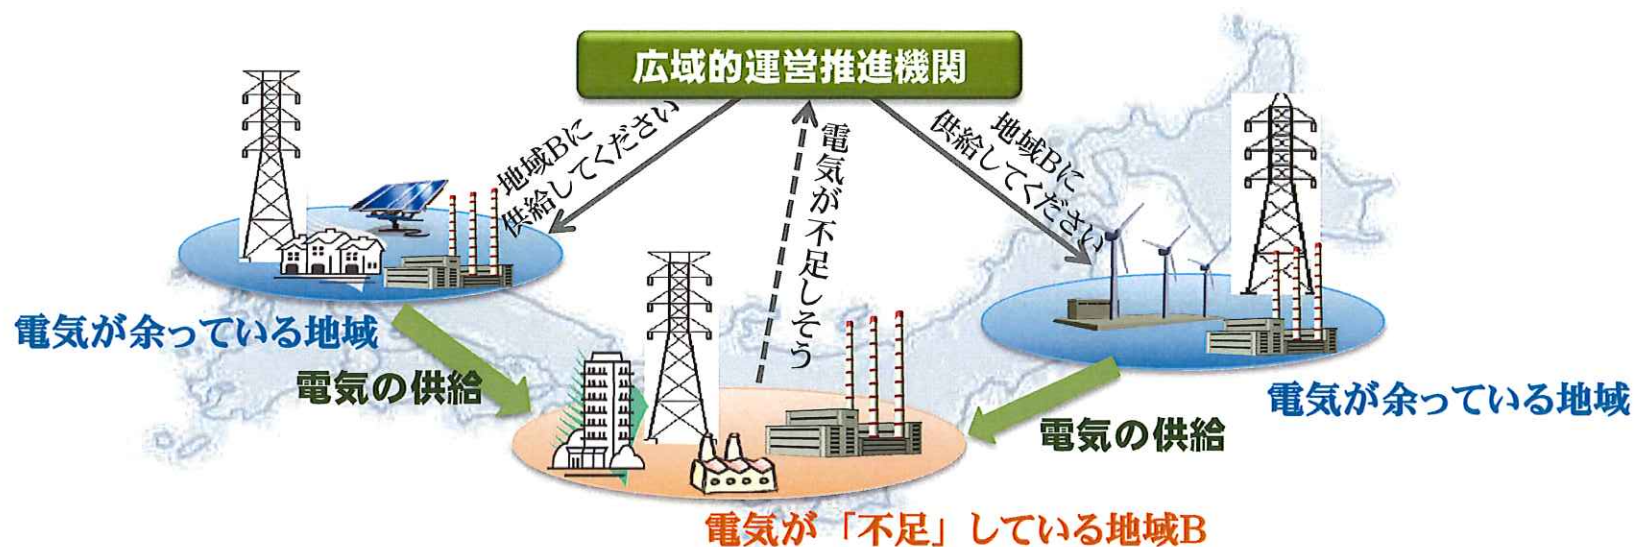 広域的運営推進機関
地域Bに
供給してください
電気が不足しそう
地域Bに
供給してください
電気が余っている地域
電気の供給
電気が余っている地域
電気の供給
電気が「不足」している地域B